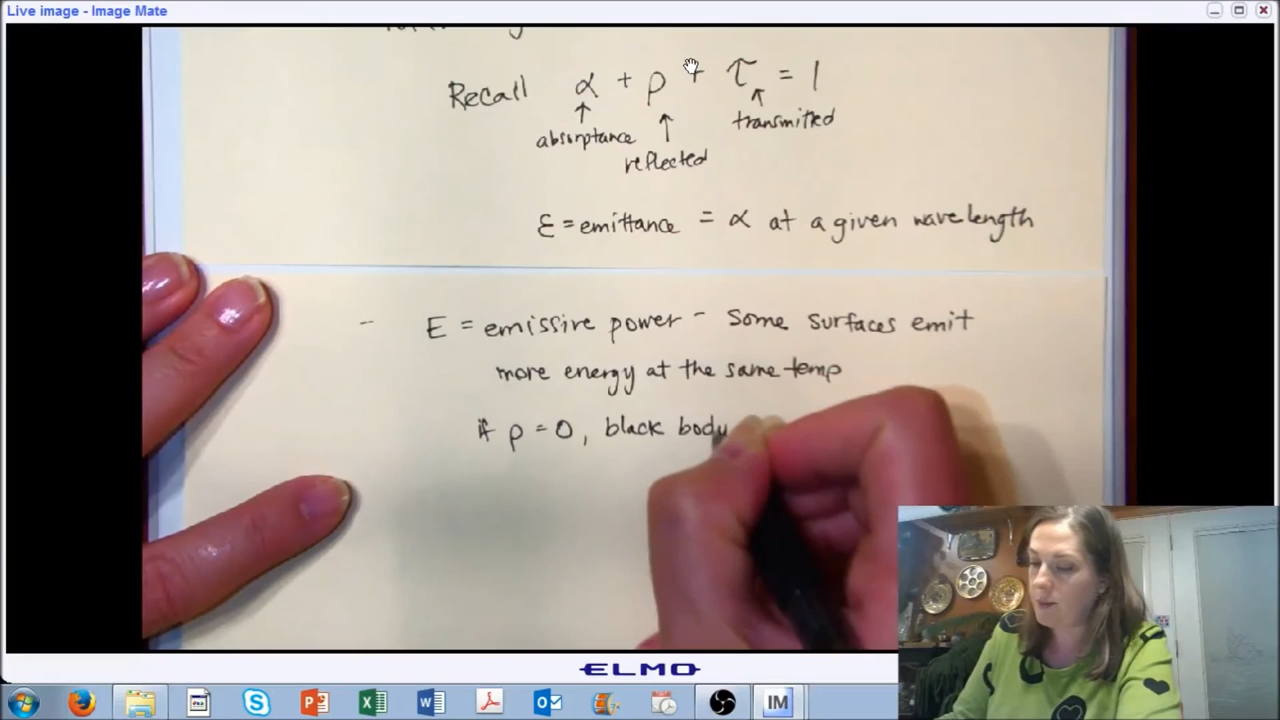 Live image - Image Mate
Recall α + ρ + τ = 1
absorptance
reflected
transmitted
ε = emittance = α at a given wavelength
- E = emissive power - Some surfaces emit
more energy at the same temp
if ρ = 0, black body
ELMO
IM